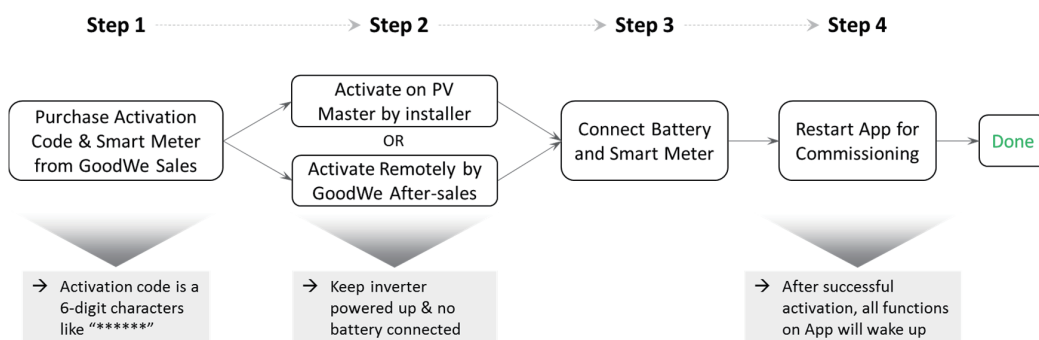 Step 1
Step 2
Step 3
Step 4
Purchase Activation
Code & Smart Meter
from GoodWe Sales
Activate on PV
Master by installer
OR
Activate Remotely by
GoodWe After-sales
Connect Battery
and Smart Meter
Restart App for
Commissioning
Done
→ Activation code is a
6-digit characters
like “******”
→ Keep inverter
powered up & no
battery connected
→ After successful
activation, all functions
on App will wake up